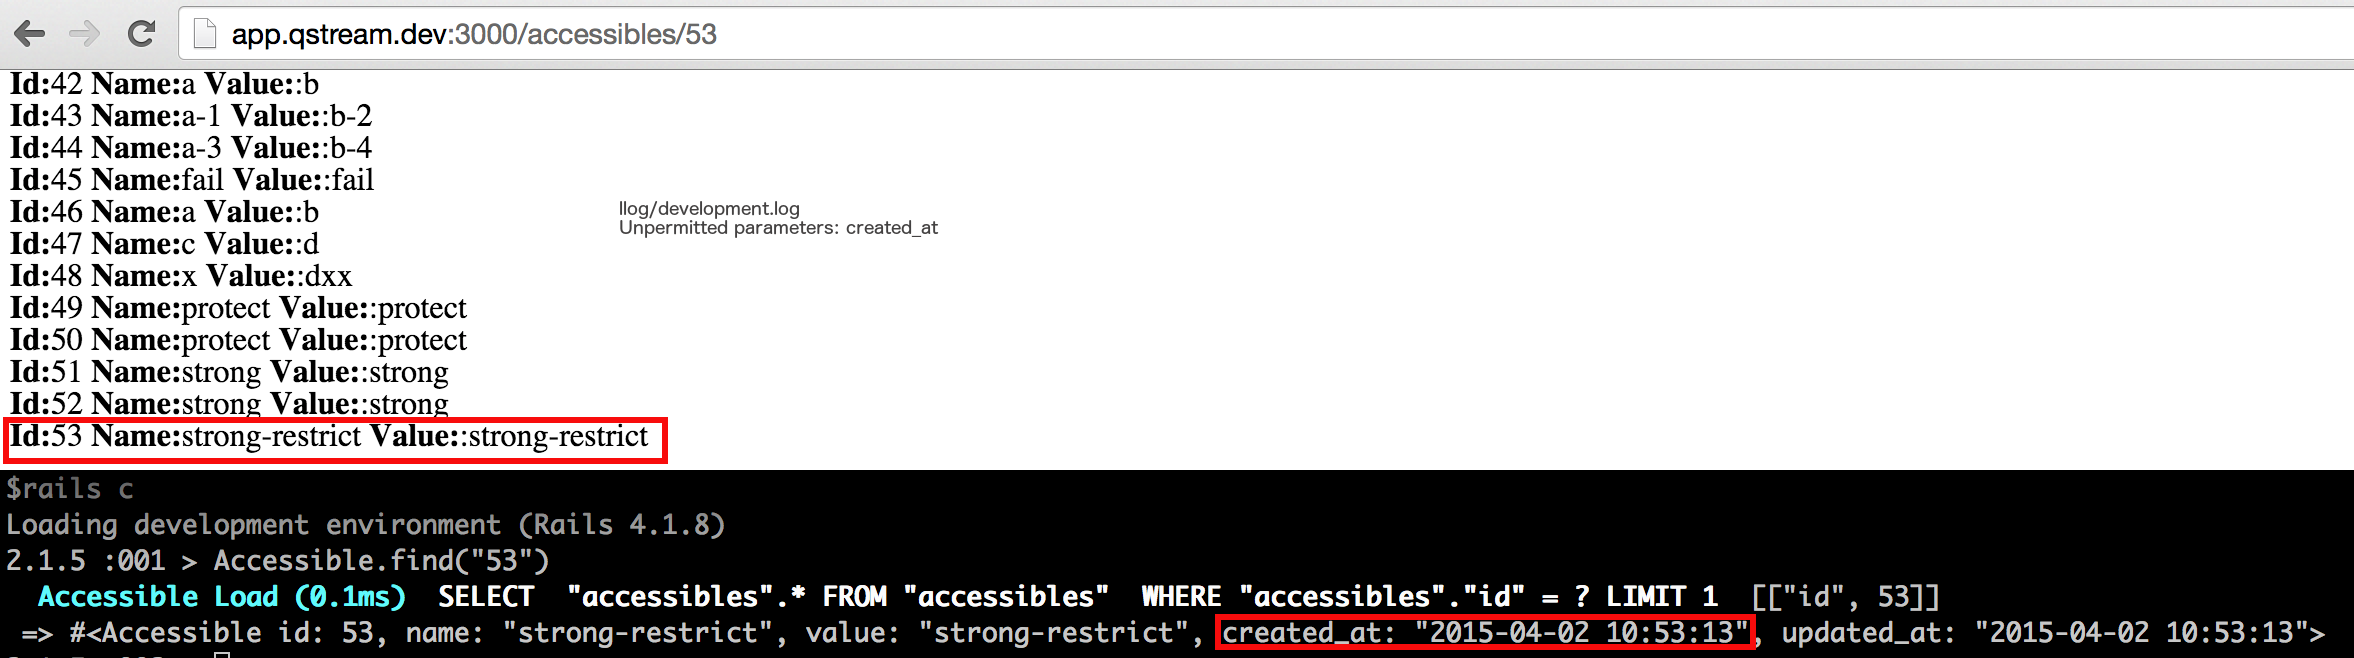 app.qstream.dev:3000/accessibles/53
Id:42 Name:a Value::b
Id:43 Name:a-1 Value::b-2
Id:44 Name:a-3 Value::b-4
Id:45 Name:fail Value::fail
Id:46 Name:a Value::b
llog/development.log
Unpermitted parameters: created_at
Id:47 Name:c Value::d
Id:48 Name:x Value::dxx
Id:49 Name:protect Value::protect
Id:50 Name:protect Value::protect
Id:51 Name:strong Value::strong
Id:52 Name:strong Value::strong
Id:53 Name:strong-restrict Value::strong-restrict
$rails c
Loading development environment (Rails 4.1.8)
2.1.5 :001 > Accessible.find("53")
Accessible Load (0.1ms)  SELECT  "accessibles".* FROM "accessibles"  WHERE "accessibles"."id" = ? LIMIT 1  [["id", 53]]
=> #<Accessible id: 53, name: "strong-restrict", value: "strong-restrict", created_at: "2015-04-02 10:53:13", updated_at: "2015-04-02 10:53:13">